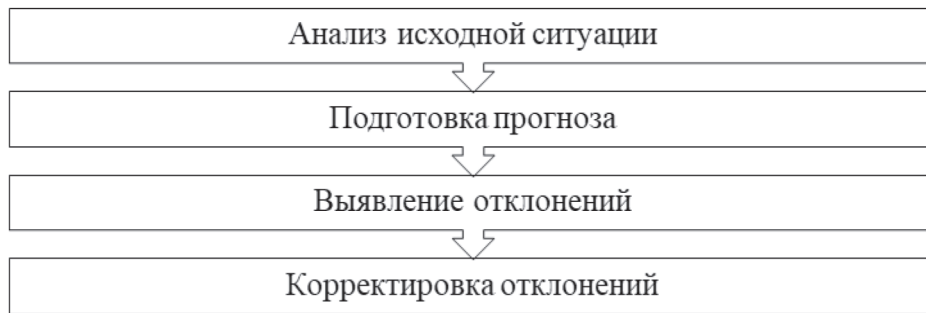 Анализ исходной ситуации
Подготовка прогноза
Выявление отклонений
Корректировка отклонений